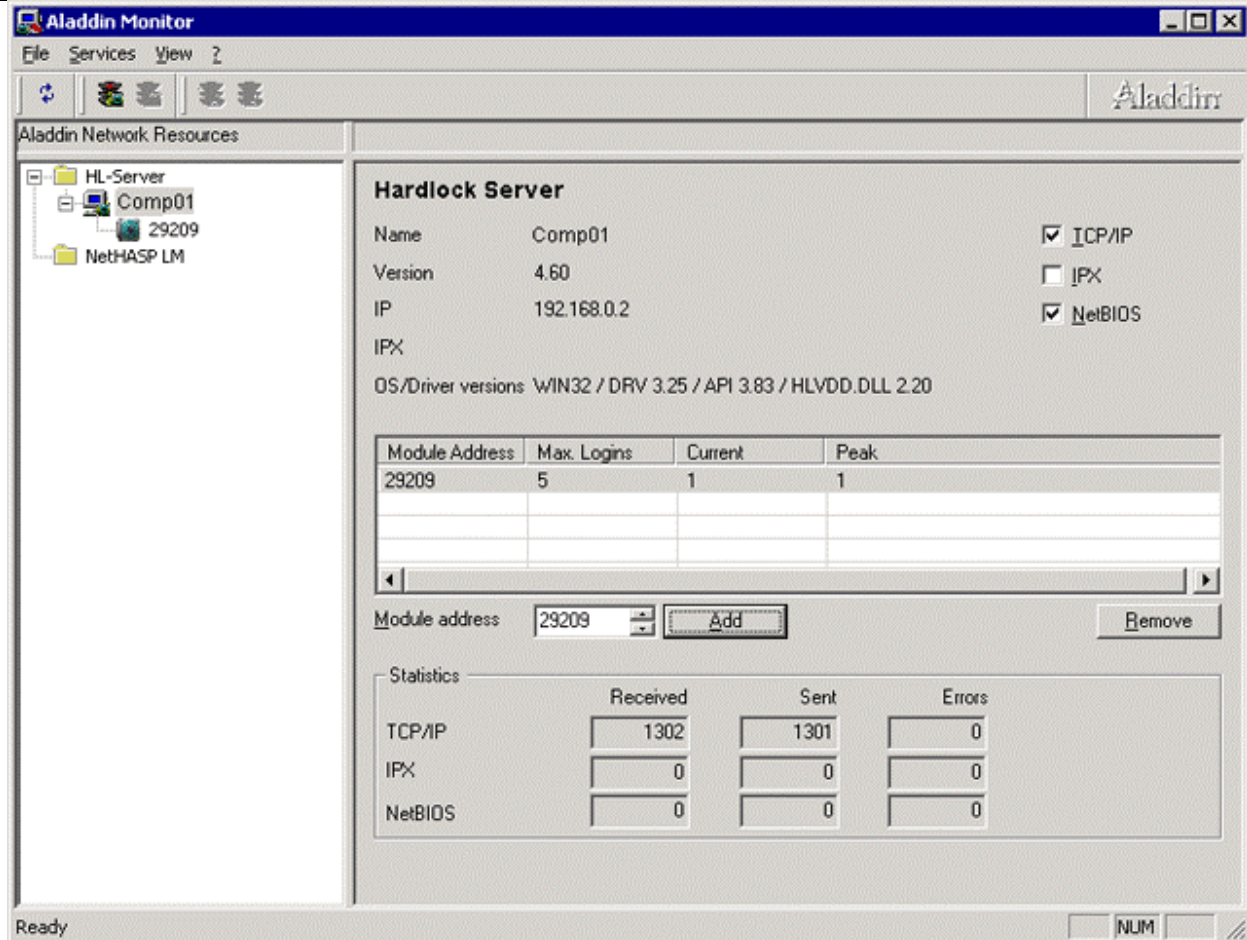 Aladdin Monitor
File Services View ?
Aladdin
Aladdin Network Resources
HL-Server
Comp01
29209
NetHASP LM
Hardlock Server
Name Comp01
Version 4.60
IP 192.168.0.2
IPX
OS/Driver versions WIN32 / DRV 3.25 / API 3.83 / HLVDD.DLL 2.20
TCP/IP
IPX
NetBIOS
Module Address Max. Logins Current Peak
29209 5 1 1
Module address 29209 Add Remove
Statistics
Received Sent Errors
TCP/IP 1302 1301 0
IPX 0 0 0
NetBIOS 0 0 0
Ready NUM